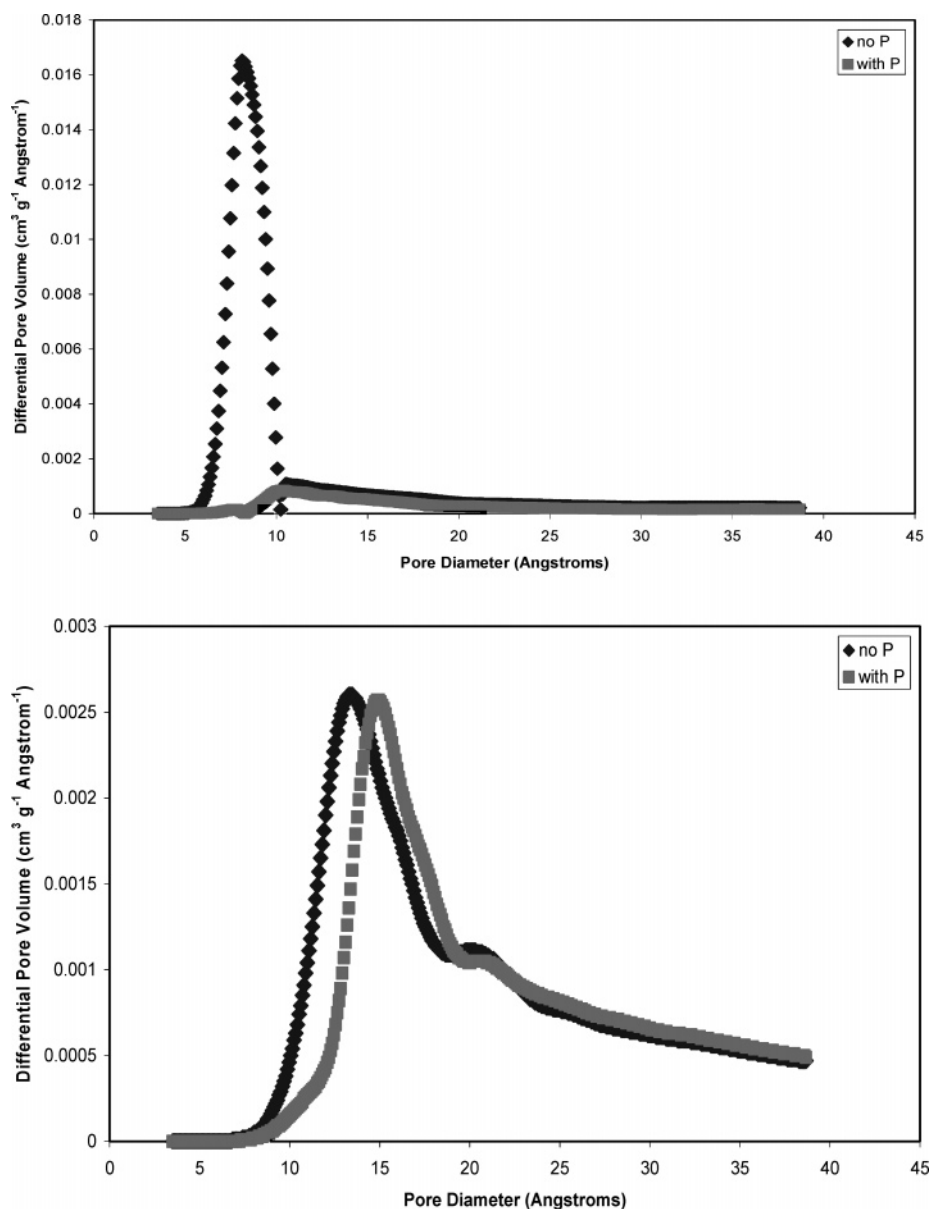 0.018
0.016
0.014
0.012
0.01
0.008
0.006
0.004
0.002
0
Differential Pore Volume (cm³ g⁻¹ Angstrom⁻¹)
no P
with P
0 5 10 15 20 25 30 35 40 45
Pore Diameter (Angstroms)
0.003
0.0025
0.002
0.0015
0.001
0.0005
0
Differential Pore Volume (cm³ g⁻¹ Angstrom⁻¹)
no P
with P
0 5 10 15 20 25 30 35 40 45
Pore Diameter (Angstroms)